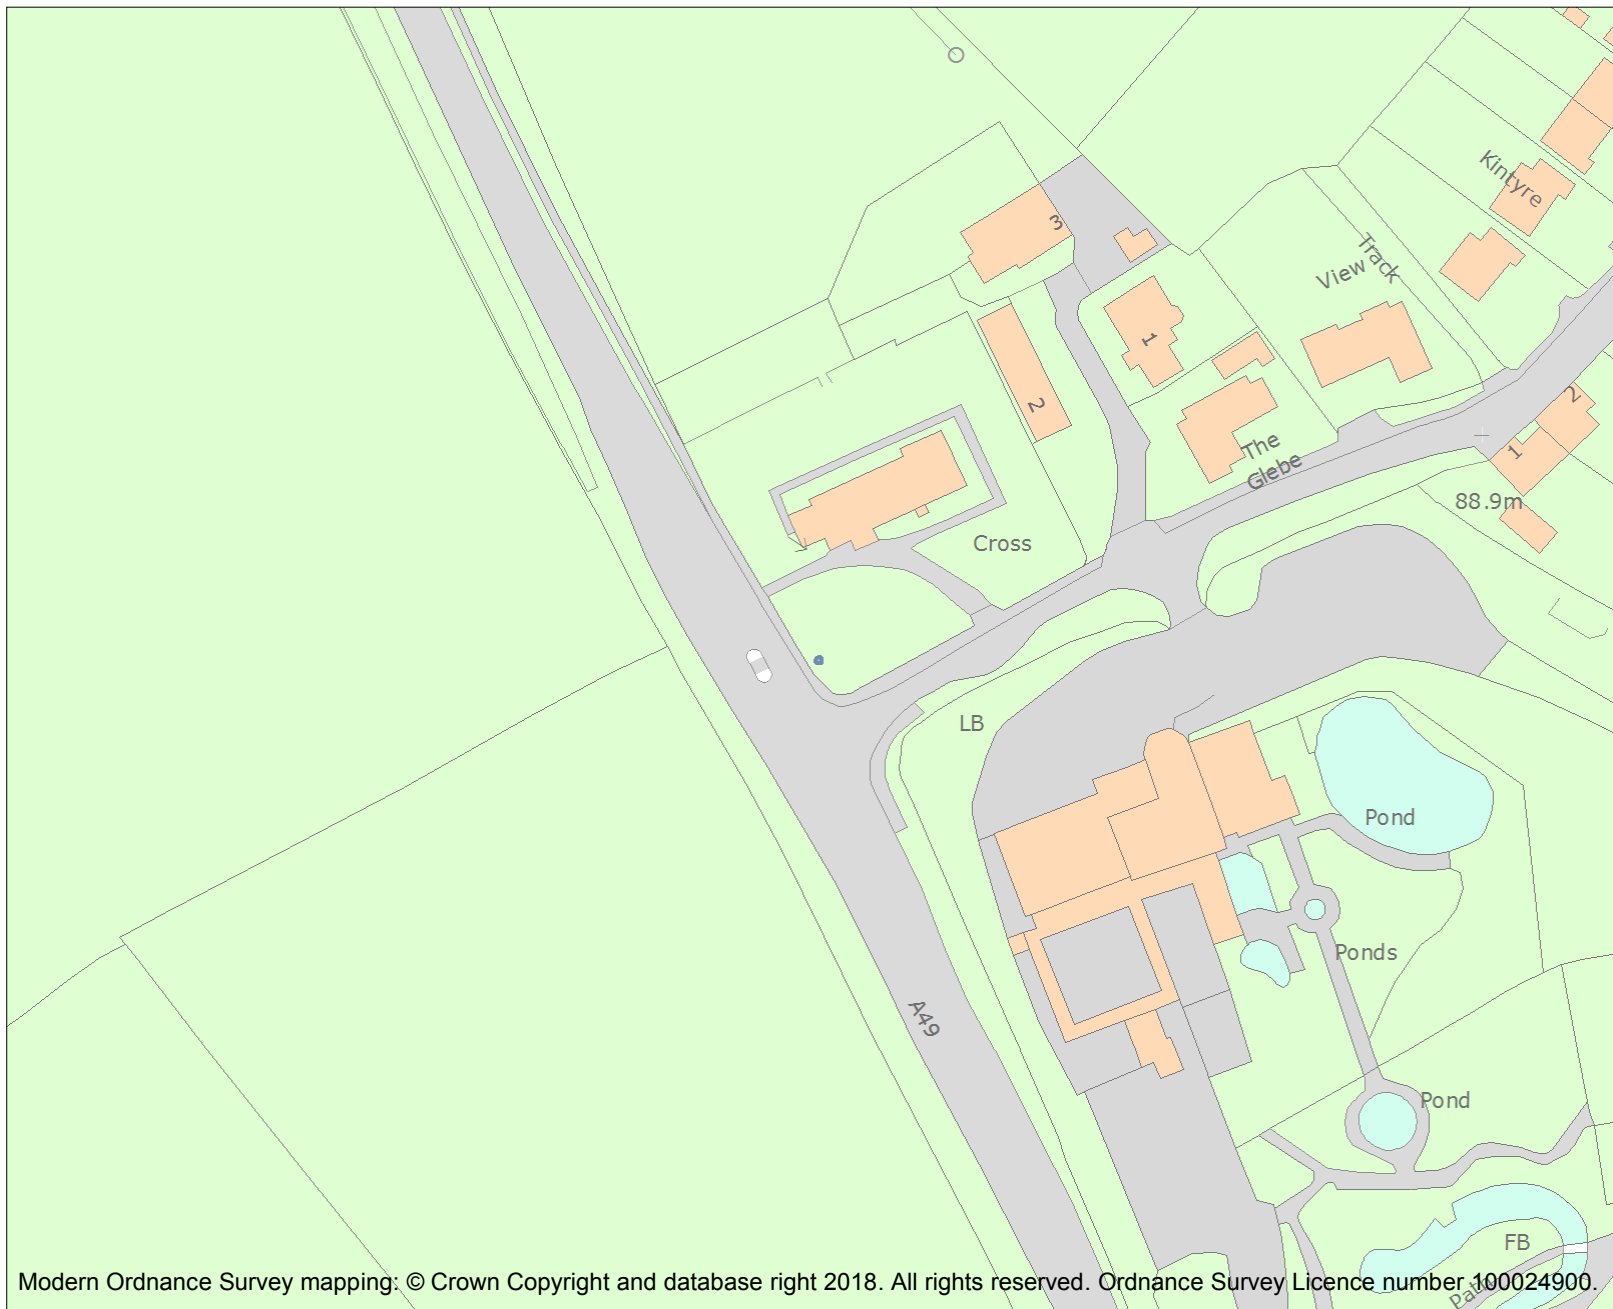 Kintyre
3
Track
View
1
2
2
The
Glebe
1
88.9m
Cross
LB
Pond
Ponds
A49
Pond
FB
Path
Modern Ordnance Survey mapping: © Crown Copyright and database right 2018. All rights reserved. Ordnance Survey Licence number 100024900.